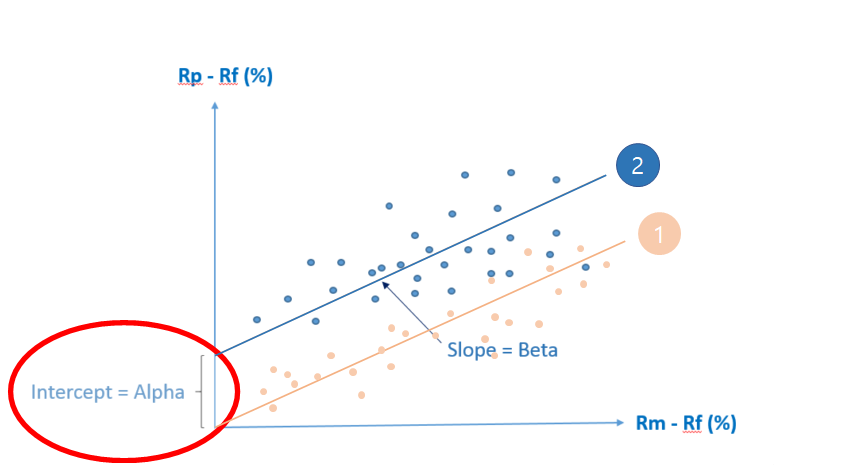 Rp - Rf (%)
2
1
Slope = Beta
Intercept = Alpha
Rm - Rf (%)